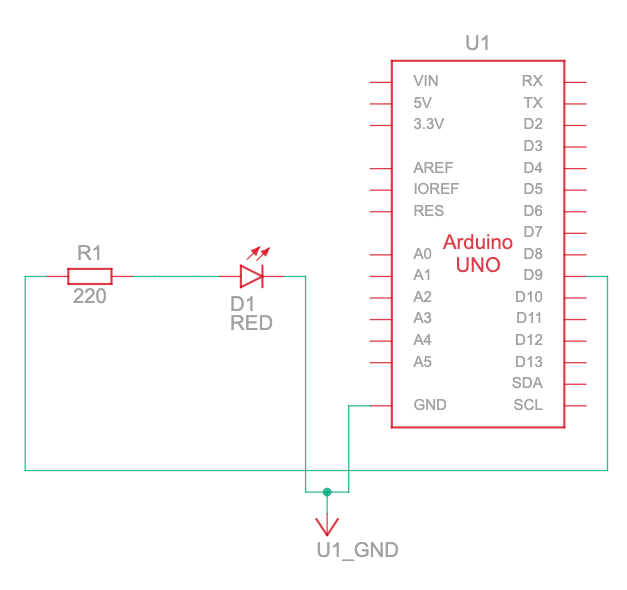 U1
VIN
RX
5V
TX
3.3V
D2
D3
AREF
D4
IOREF
D5
RES
D6
D7
Arduino
UNO
A0
D8
A1
D9
A2
D10
A3
D11
A4
D12
A5
D13
SDA
GND
SCL
R1
220
D1
RED
U1_GND